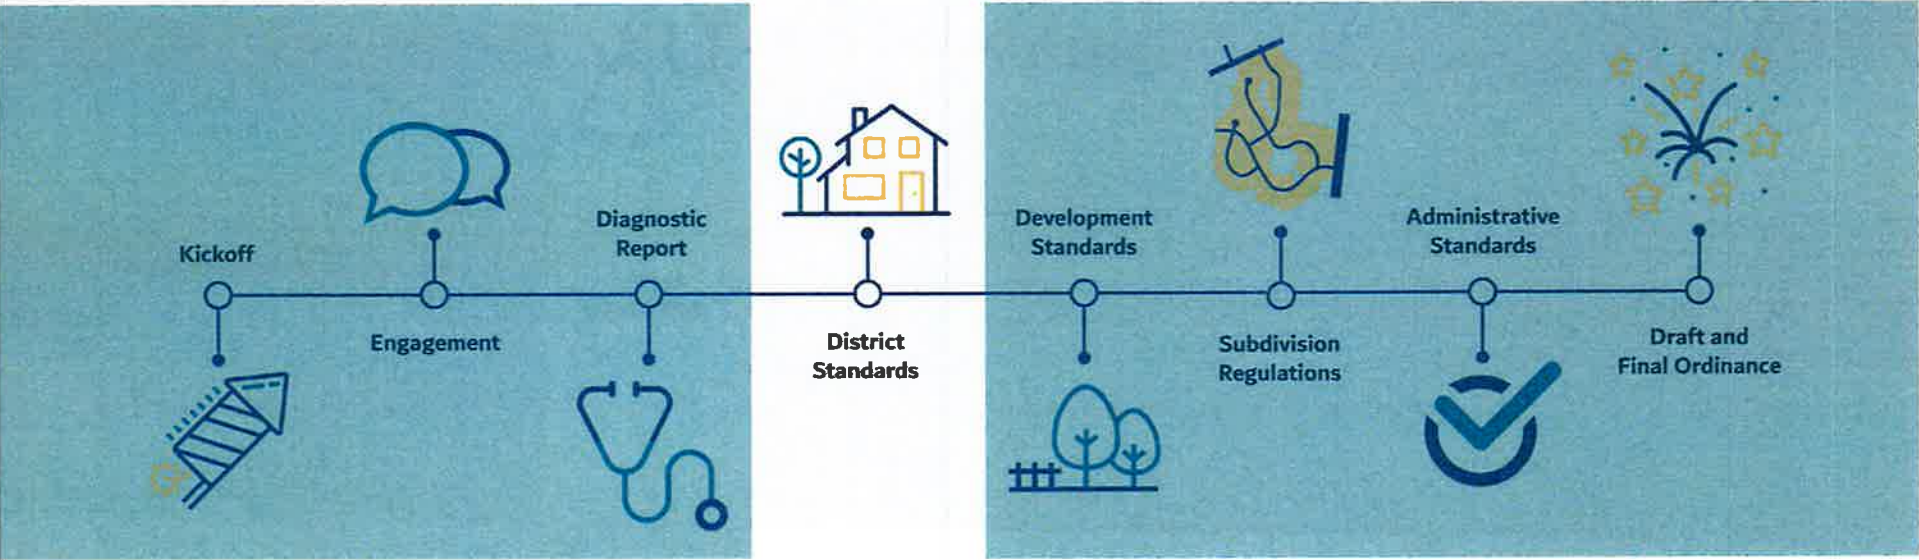 Kickoff
Engagement
Diagnostic
Report
District
Standards
Development
Standards
Subdivision
Regulations
Administrative
Standards
Draft and
Final Ordinance